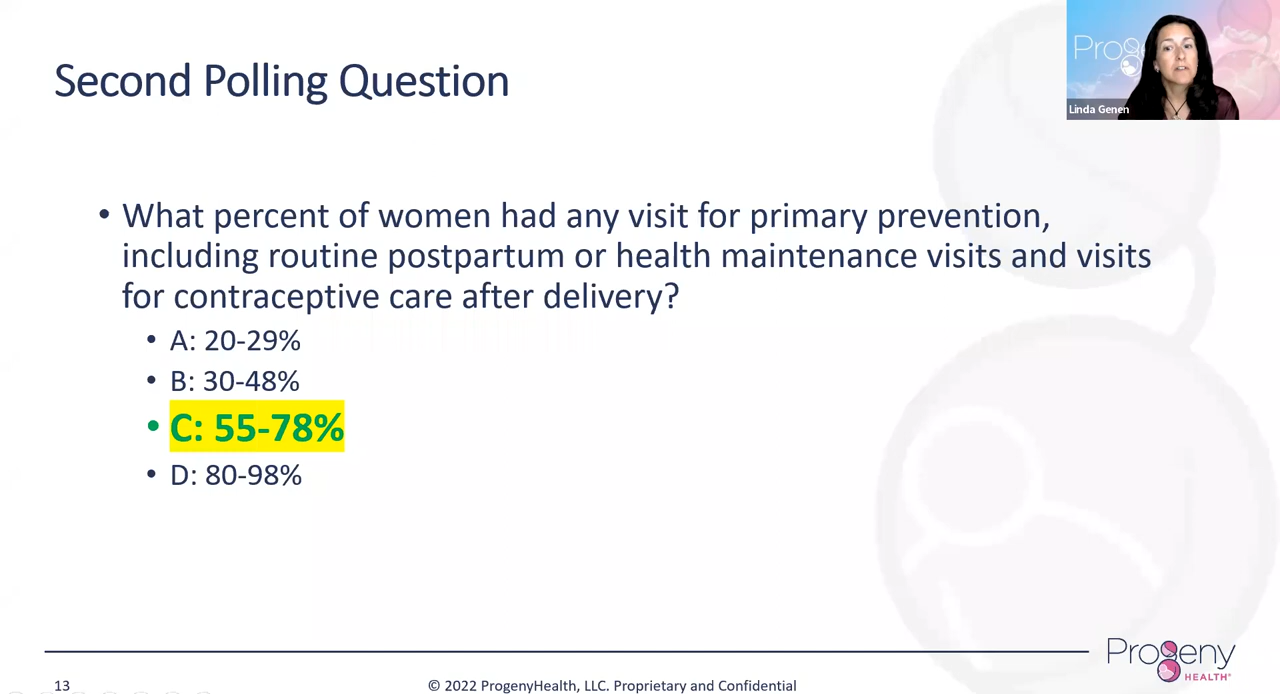 Second Polling Question
Linda Genen
• What percent of women had any visit for primary prevention,
including routine postpartum or health maintenance visits and visits
for contraceptive care after delivery?
• A: 20-29%
• B: 30-48%
• C: 55-78%
• D: 80-98%
13
© 2022 ProgenyHealth, LLC. Proprietary and Confidential
Progeny
HEALTH®